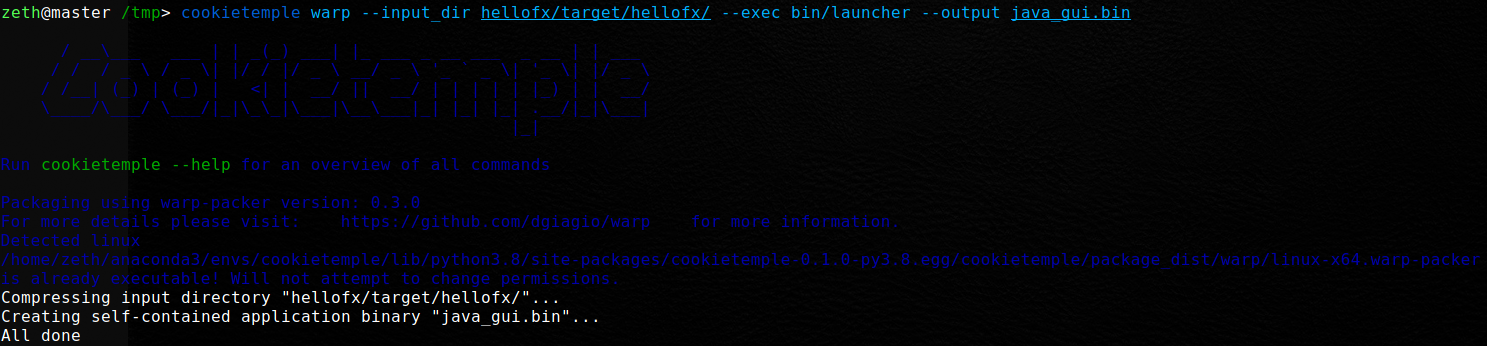 zeth@master /tmp> cookietemple warp --input_dir hellofx/target/hellofx/ --exec bin/launcher --output java_gui.bin
Cookietemple
Run cookietemple --help for an overview of all commands
Packaging using warp-packer version: 0.3.0
For more details please visit: https://github.com/dgiagio/warp for more information.
Detected linux
/home/zeth/anaconda3/envs/cookietemple/lib/python3.8/site-packages/cookietemple-0.1.0-py3.8.egg/cookietemple/package_dist/warp/linux-x64.warp-packer
is already executable! Will not attempt to change permissions.
Compressing input directory "hellofx/target/hellofx/"...
Creating self-contained application binary "java_gui.bin"...
All done